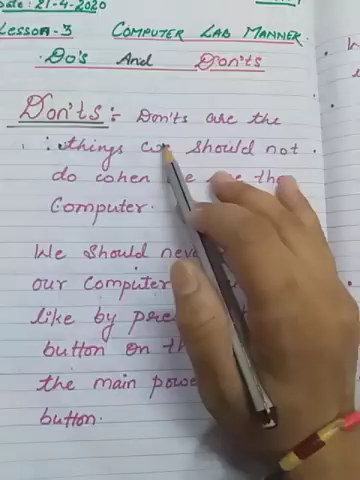 Date: 21-4-2020
Lesson-3 Computer Lab Manner
Do's And Don'ts
Don'ts:- Don'ts are the
things we should not
do when the
Computer.
We should neve
our computer
like by pre
button on th
the main powe
button.